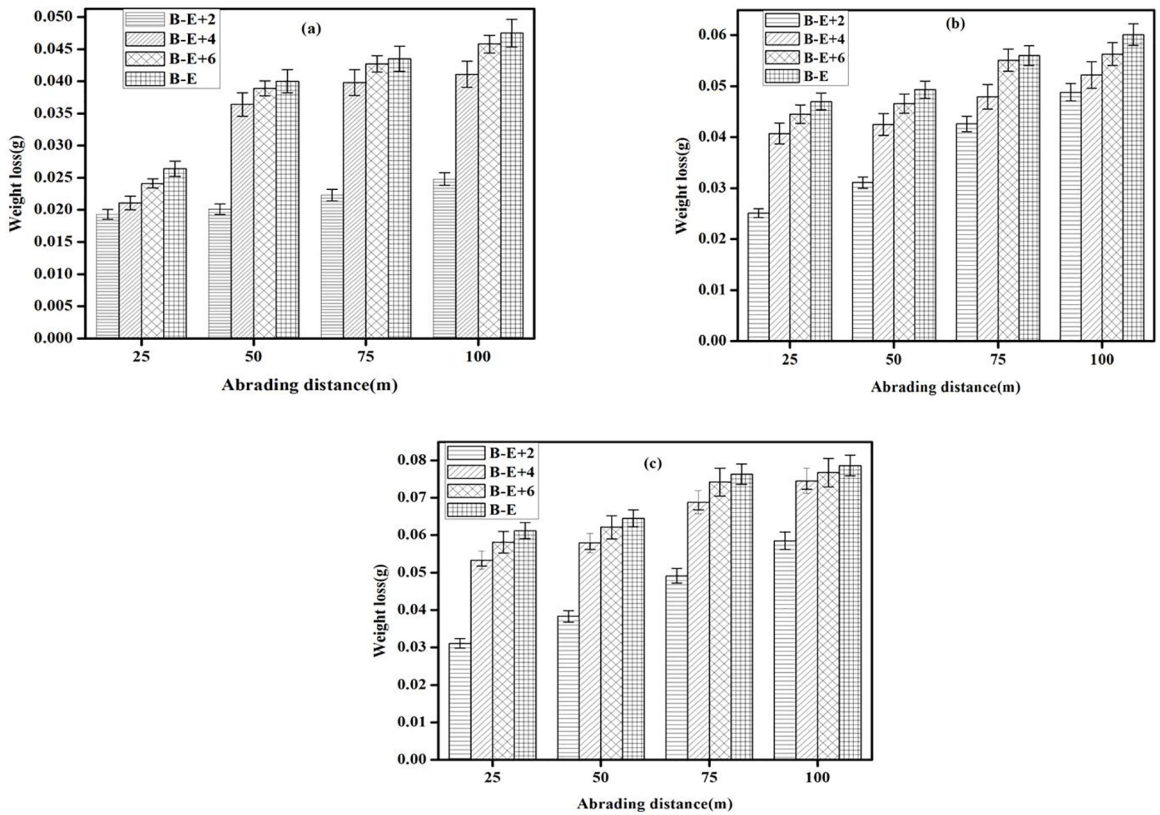 B-E+2
B-E+4
B-E+6
B-E
(a)
0.050
0.045
0.040
0.035
0.030
0.025
0.020
0.015
0.010
0.005
0.000
Weight loss(g)
25 50 75 100
Abrading distance(m)
B-E+2
B-E+4
B-E+6
B-E
(b)
0.06
0.05
0.04
0.03
0.02
0.01
0.00
Weight loss(g)
25 50 75 100
Abrading distance(m)
B-E+2
B-E+4
B-E+6
B-E
(c)
0.08
0.07
0.06
0.05
0.04
0.03
0.02
0.01
0.00
Weight loss(g)
25 50 75 100
Abrading distance(m)